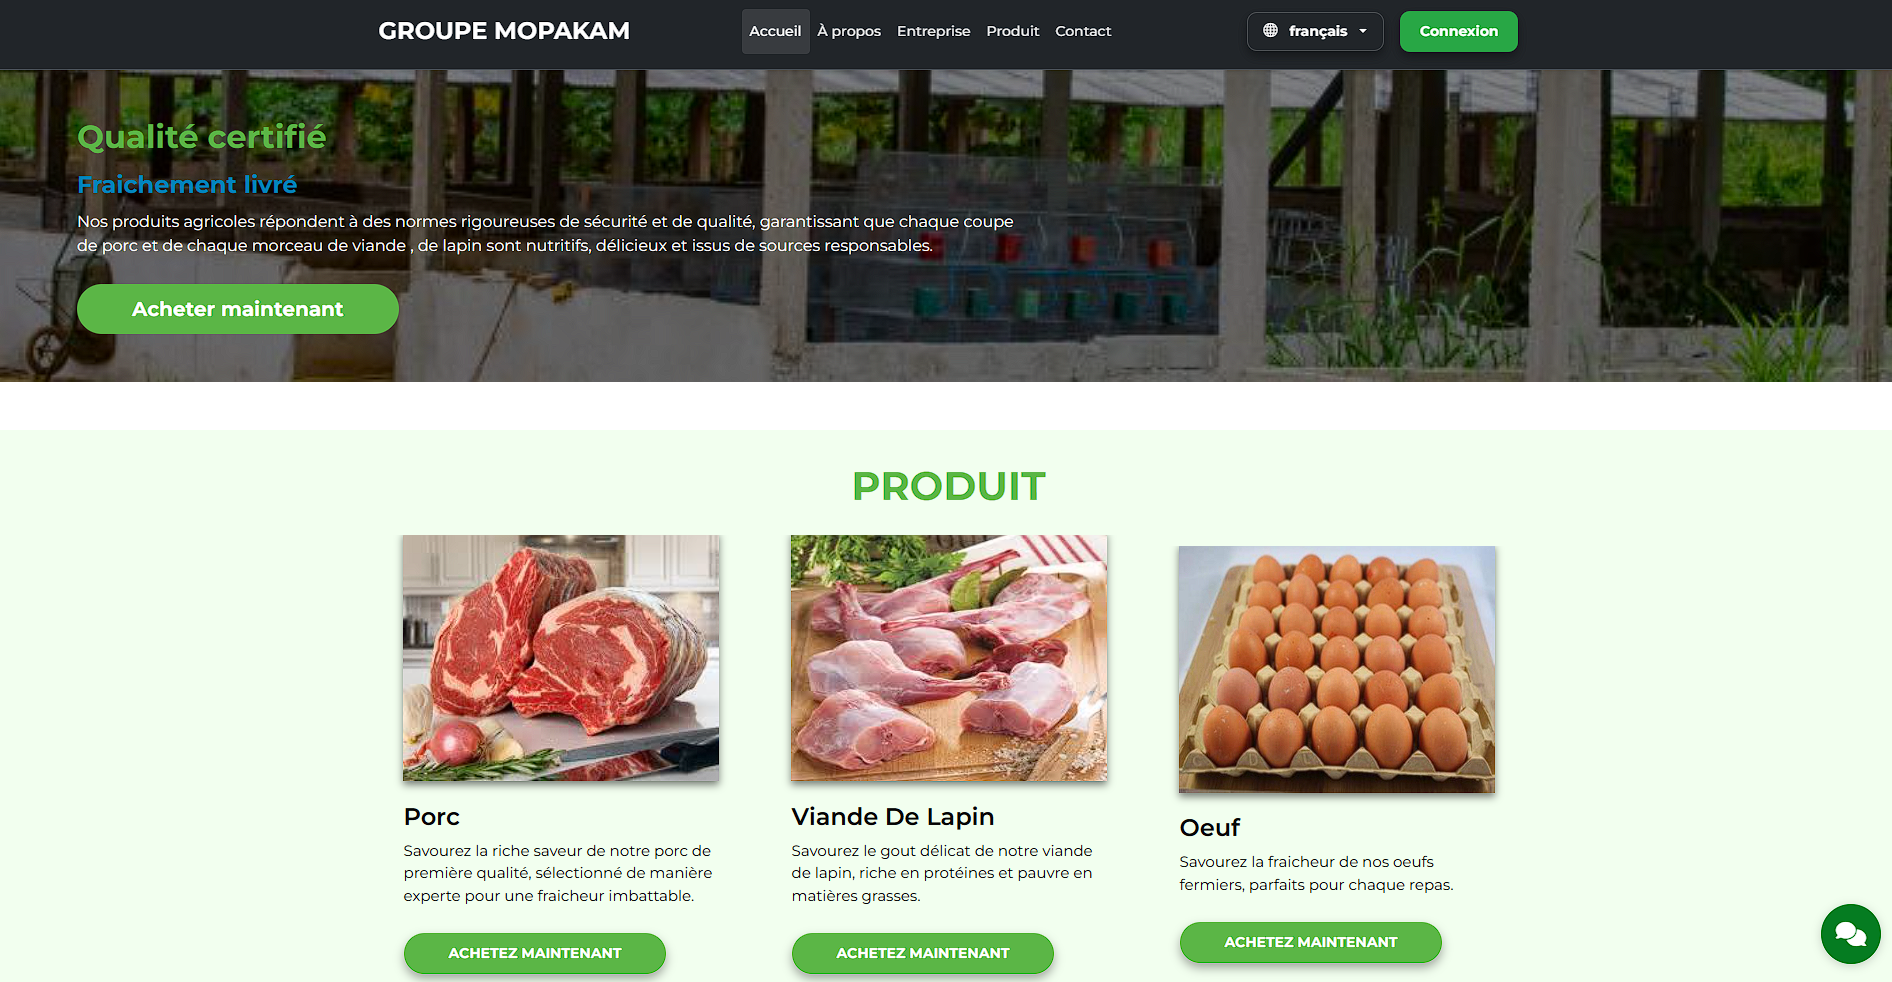 GROUPE MOPAKAM
Accueil À propos Entreprise Produit Contact
français
Connexion
Qualité certifié
Fraichement livré
Nos produits agricoles répondent à des normes rigoureuses de sécurité et de qualité, garantissant que chaque coupe
de porc et de chaque morceau de viande , de lapin sont nutritifs, délicieux et issus de sources responsables.
Acheter maintenant
PRODUIT
Porc
Savourez la riche saveur de notre porc de
première qualité, sélectionné de manière
experte pour une fraicheur imbattable.
ACHETEZ MAINTENANT
Viande De Lapin
Savourez le gout délicat de notre viande
de lapin, riche en protéines et pauvre en
matières grasses.
ACHETEZ MAINTENANT
Oeuf
Savourez la fraicheur de nos oeufs
fermiers, parfaits pour chaque repas.
ACHETEZ MAINTENANT